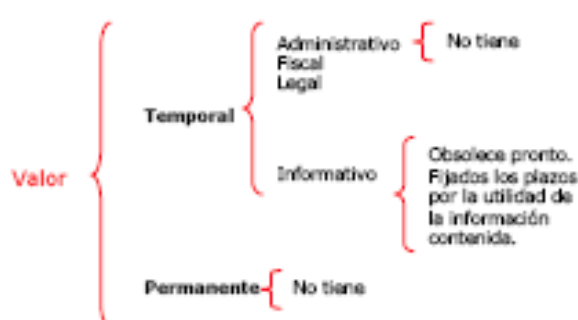 Valor
Temporal
Administrativo
Fiscal
Legal
No tiene
Informativo
Obsolece pronto.
Fijados los plazos
por la utilidad de
la información
contenida.
Permanente
No tiene